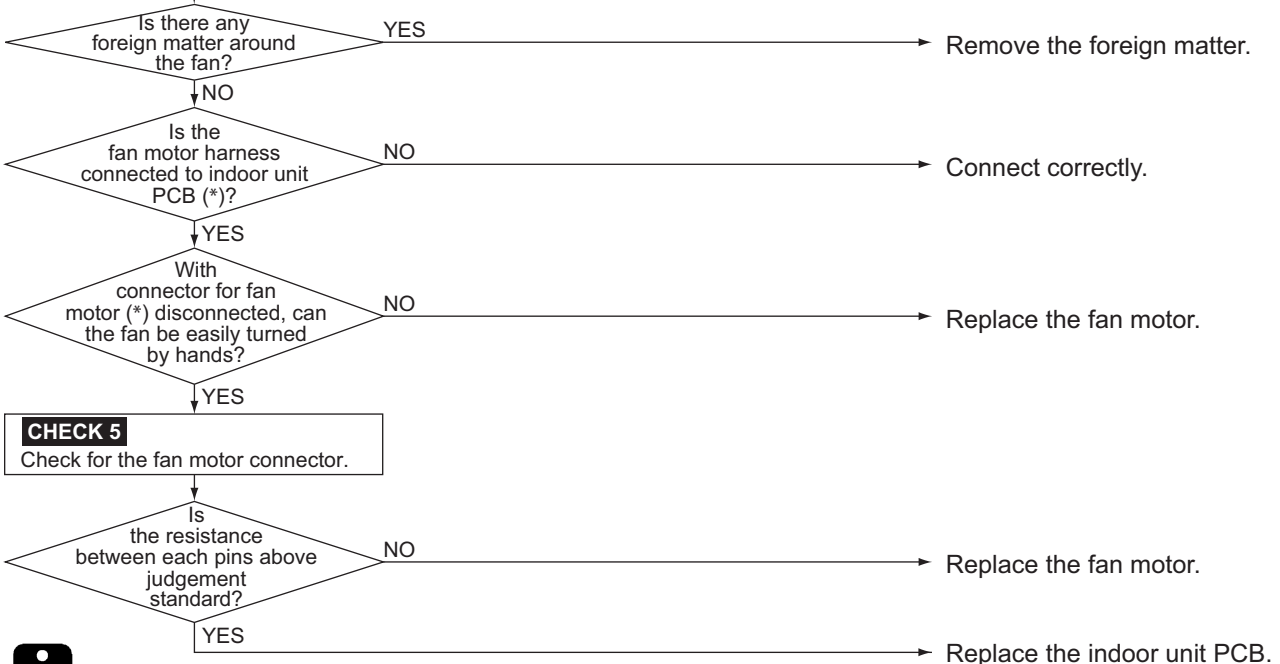 Is there any
foreign matter around
the fan?
YES
Remove the foreign matter.
NO
Is the
fan motor harness
connected to indoor unit
PCB (*)?
NO
Connect correctly.
YES
With
connector for fan
motor (*) disconnected, can
the fan be easily turned
by hands?
NO
Replace the fan motor.
YES
CHECK 5
Check for the fan motor connector.
Is
the resistance
between each pins above
judgement
standard?
NO
Replace the fan motor.
YES
Replace the indoor unit PCB.